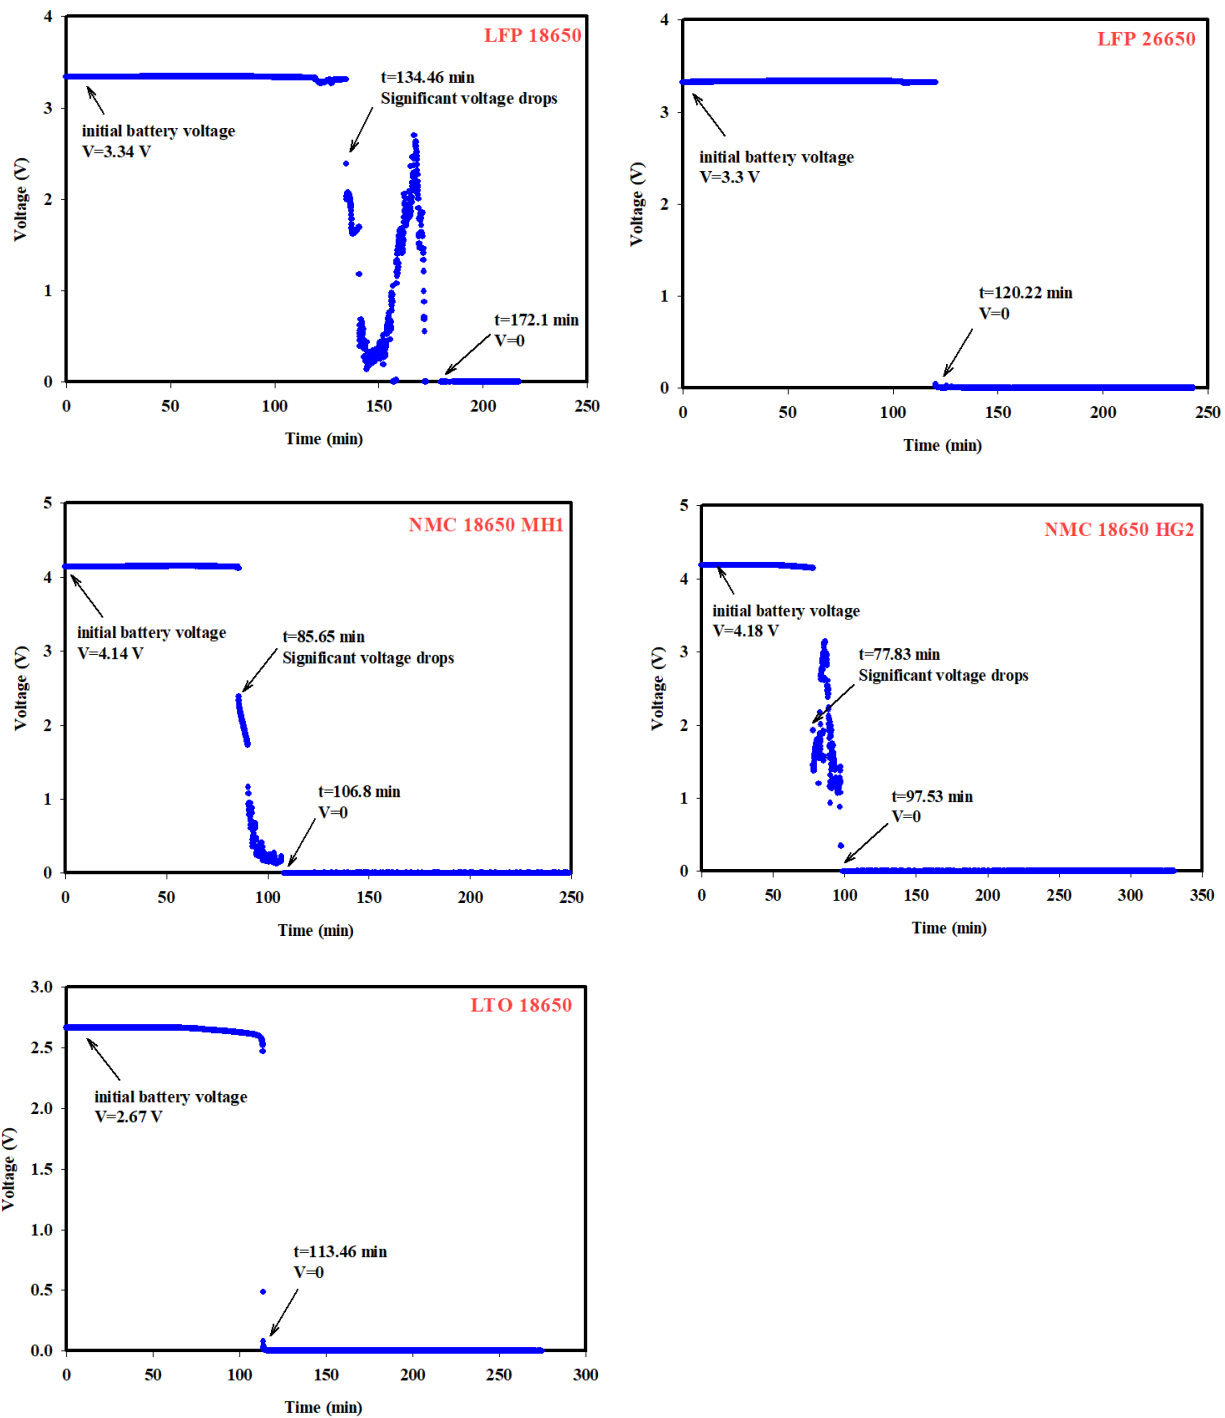 LFP 18650
4
3
2
1
0
Voltage (V)
t=134.46 min
Significant voltage drops
initial battery voltage
V=3.34 V
t=172.1 min
V=0
0 50 100 150 200 250
Time (min)
LFP 26650
4
3
2
1
0
Voltage (V)
initial battery voltage
V=3.3 V
t=120.22 min
V=0
0 50 100 150 200 250
Time (min)
NMC 18650 MH1
5
4
3
2
1
0
Voltage (V)
initial battery voltage
V=4.14 V
t=85.65 min
Significant voltage drops
t=106.8 min
V=0
0 50 100 150 200 250
Time (min)
NMC 18650 HG2
5
4
3
2
1
0
Voltage (V)
initial battery voltage
V=4.18 V
t=77.83 min
Significant voltage drops
t=97.53 min
V=0
0 50 100 150 200 250 300 350
Time (min)
LTO 18650
3.0
2.5
2.0
1.5
1.0
0.5
0.0
Voltage (V)
initial battery voltage
V=2.67 V
t=113.46 min
V=0
0 50 100 150 200 250 300
Time (min)